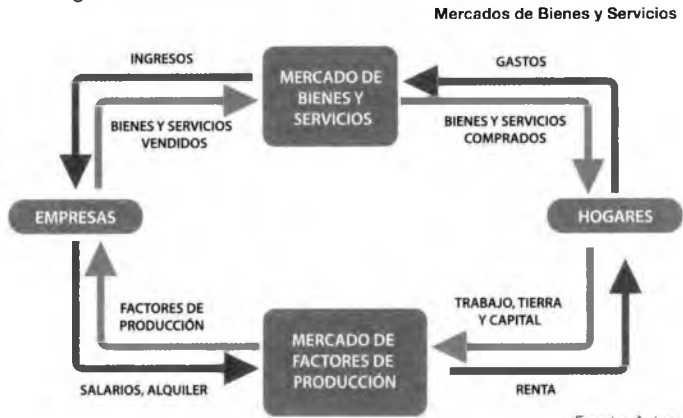 Mercados de Bienes y Servicios
INGRESOS
GASTOS
MERCADO DE
BIENES Y
SERVICIOS
BIENES Y SERVICIOS
VENDIDOS
BIENES Y SERVICIOS
COMPRADOS
EMPRESAS
HOGARES
FACTORES DE
PRODUCCIÓN
TRABAJO, TIERRA
Y CAPITAL
MERCADO DE
FACTORES DE
PRODUCCIÓN
SALARIOS, ALQUILER
RENTA